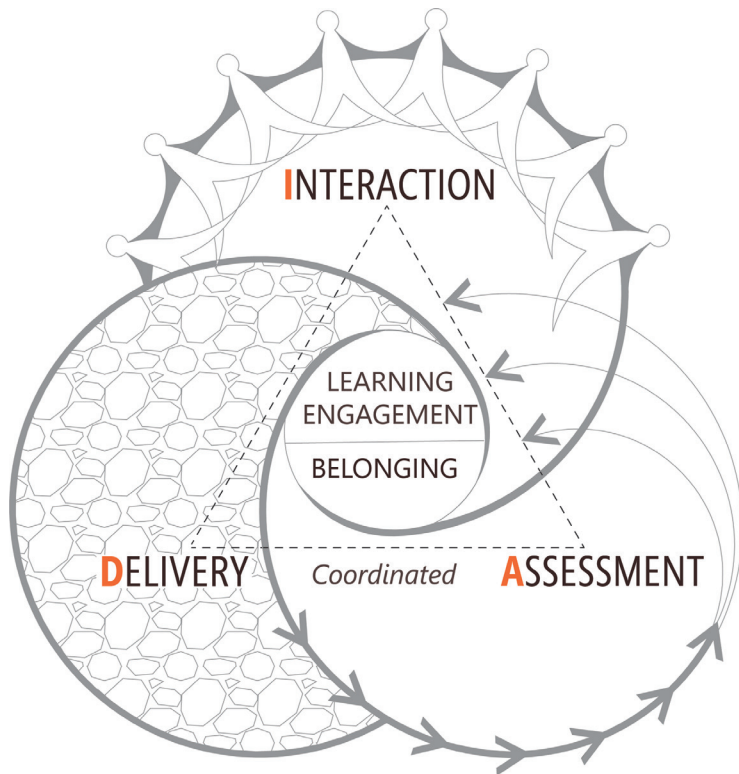 INTERACTION
LEARNING
ENGAGEMENT
BELONGING
DELIVERY
Coordinated
ASSESSMENT